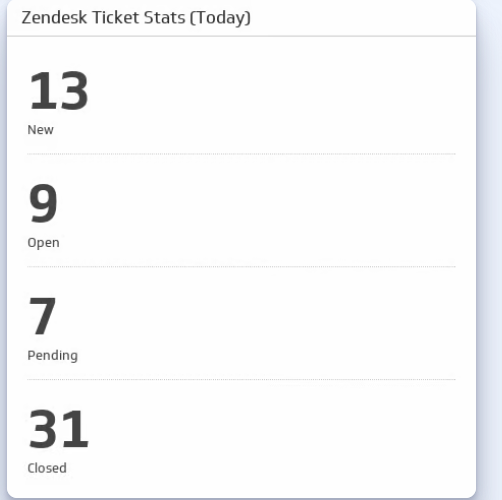 Zendesk Ticket Stats (Today)
13
New
9
Open
7
Pending
31
Closed